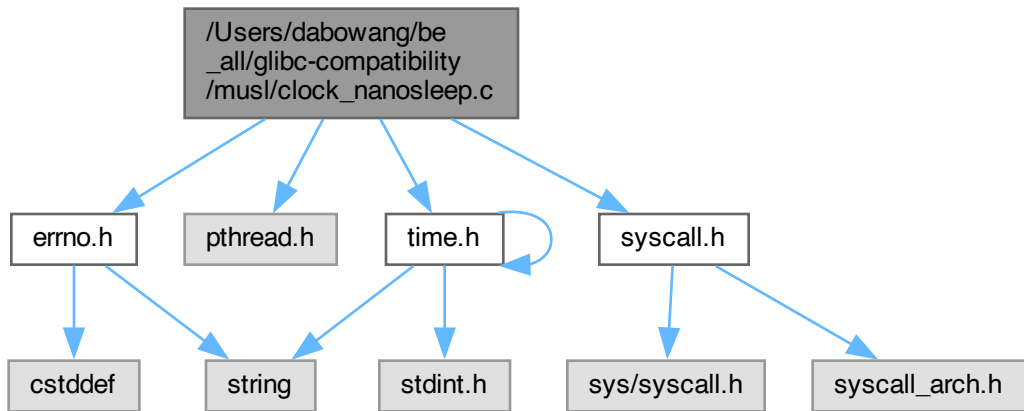 /Users/dabowang/be
_all/glibc-compatibility
/musl/clock_nanosleep.c
errno.h
pthread.h
time.h
syscall.h
cstddef
string
stdint.h
sys/syscall.h
syscall_arch.h